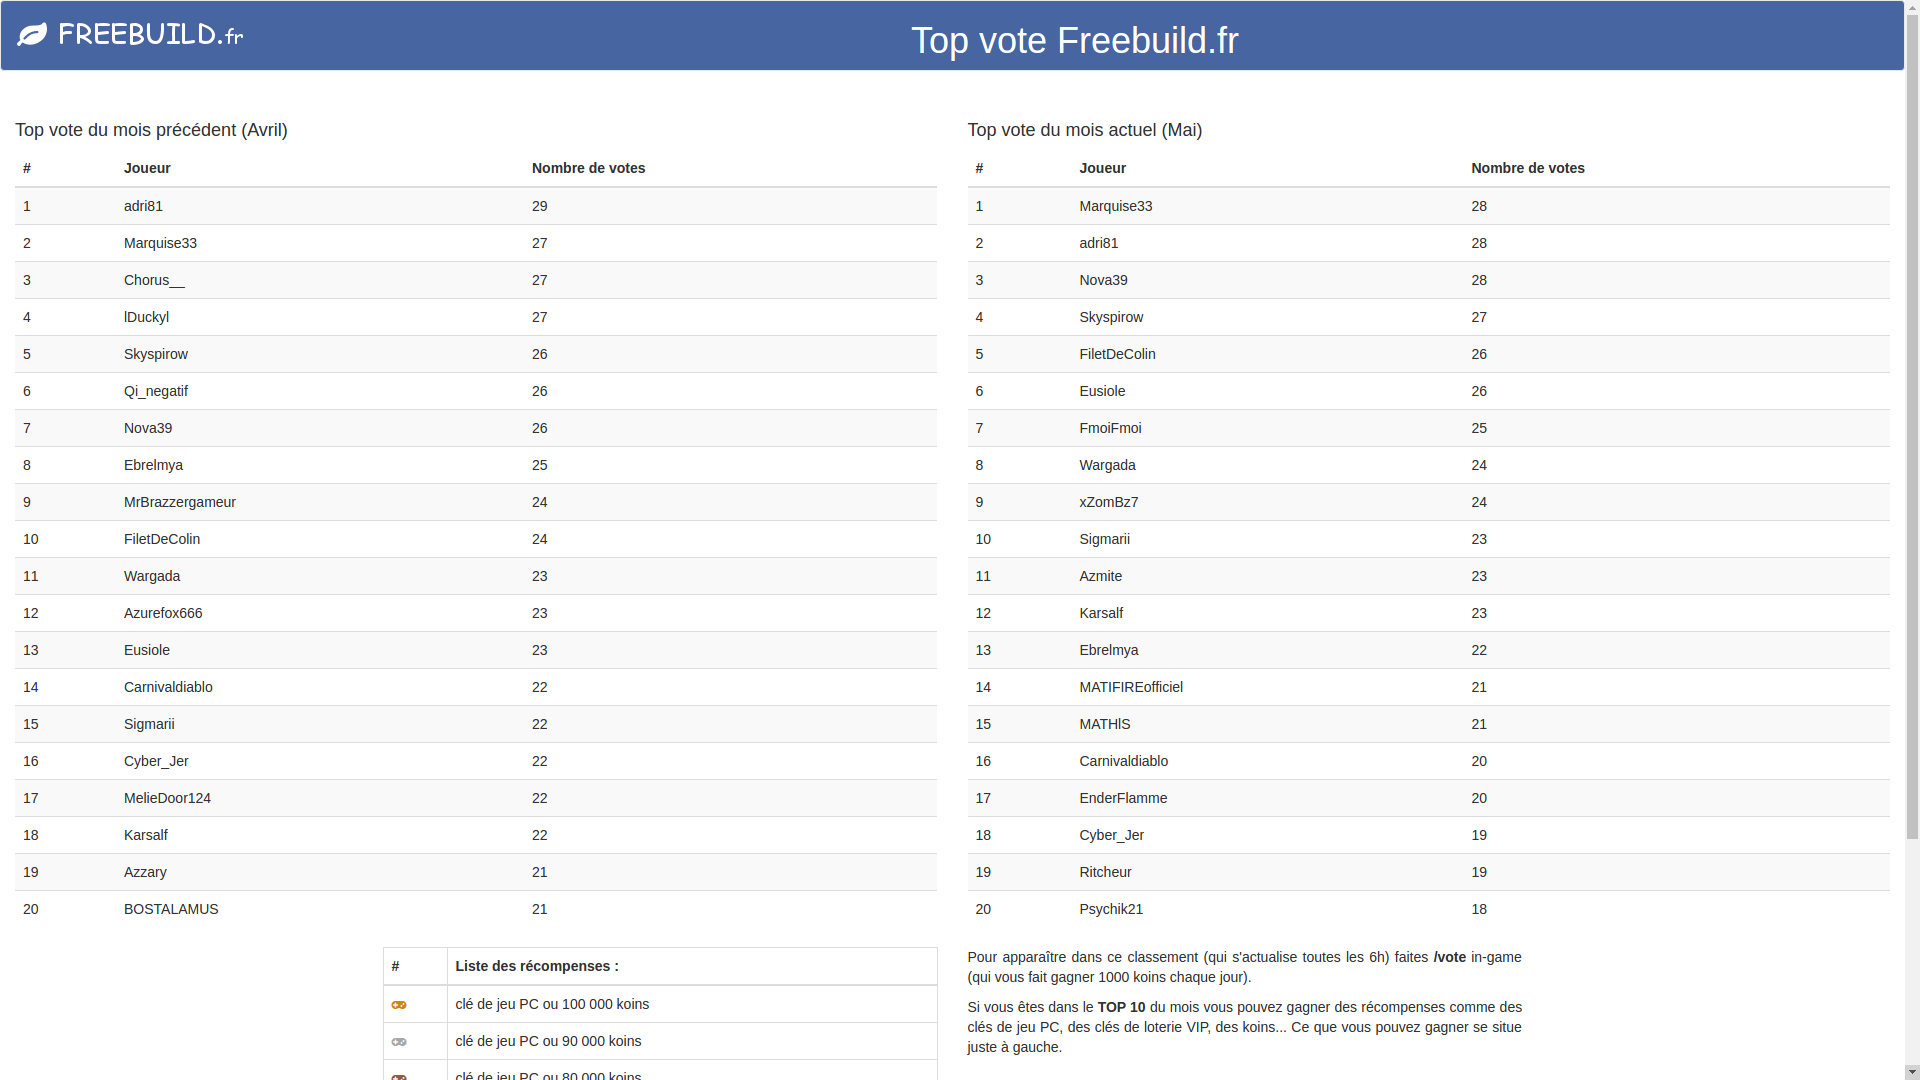 FREEBUILD.fr
Top vote Freebuild.fr
Top vote du mois précédent (Avril)
# Joueur Nombre de votes
1 adri81 29
2 Marquise33 27
3 Chorus__ 27
4 lDuckyl 27
5 Skyspirow 26
6 Qi_negatif 26
7 Nova39 26
8 Ebrelmya 25
9 MrBrazzergameur 24
10 FiletDeColin 24
11 Wargada 23
12 Azurefox666 23
13 Eusiole 23
14 Carnivaldiablo 22
15 Sigmarii 22
16 Cyber_Jer 22
17 MelieDoor124 22
18 Karsalf 22
19 Azzary 21
20 BOSTALAMUS 21
Top vote du mois actuel (Mai)
# Joueur Nombre de votes
1 Marquise33 28
2 adri81 28
3 Nova39 28
4 Skyspirow 27
5 FiletDeColin 26
6 Eusiole 26
7 FmoiFmoi 25
8 Wargada 24
9 xZomBz7 24
10 Sigmarii 23
11 Azmite 23
12 Karsalf 23
13 Ebrelmya 22
14 MATIFIREofficiel 21
15 MATHlS 21
16 Carnivaldiablo 20
17 EnderFlamme 20
18 Cyber_Jer 19
19 Ritcheur 19
20 Psychik21 18
# Liste des récompenses :
clé de jeu PC ou 100 000 koins
clé de jeu PC ou 90 000 koins
clé de jeu PC ou 80 000 koins
Pour apparaître dans ce classement (qui s'actualise toutes les 6h) faites /vote in-game
(qui vous fait gagner 1000 koins chaque jour).
Si vous êtes dans le TOP 10 du mois vous pouvez gagner des récompenses comme des
clés de jeu PC, des clés de loterie VIP, des koins... Ce que vous pouvez gagner se situe
juste à gauche.